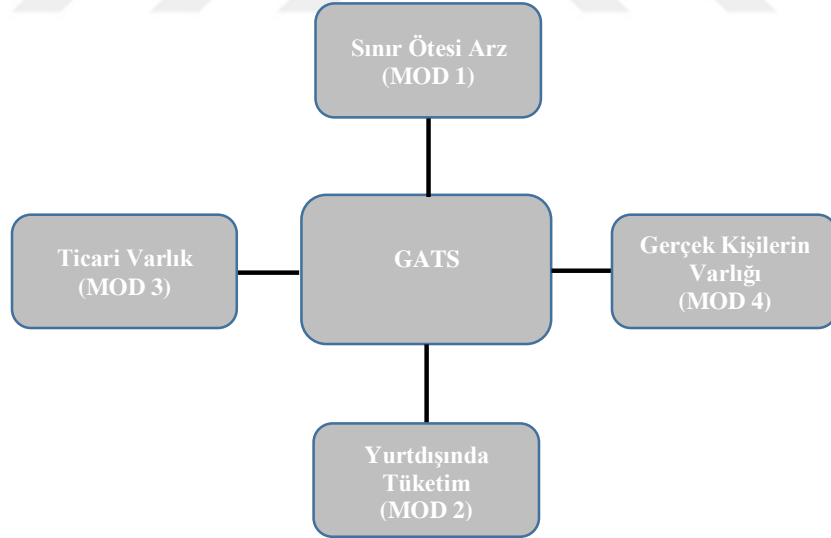 Sınır Ötesi Arz
(MOD 1)
Ticari Varlık
(MOD 3)
GATS
Gerçek Kişilerin
Varlığı
(MOD 4)
Yurtdışında
Tüketim
(MOD 2)